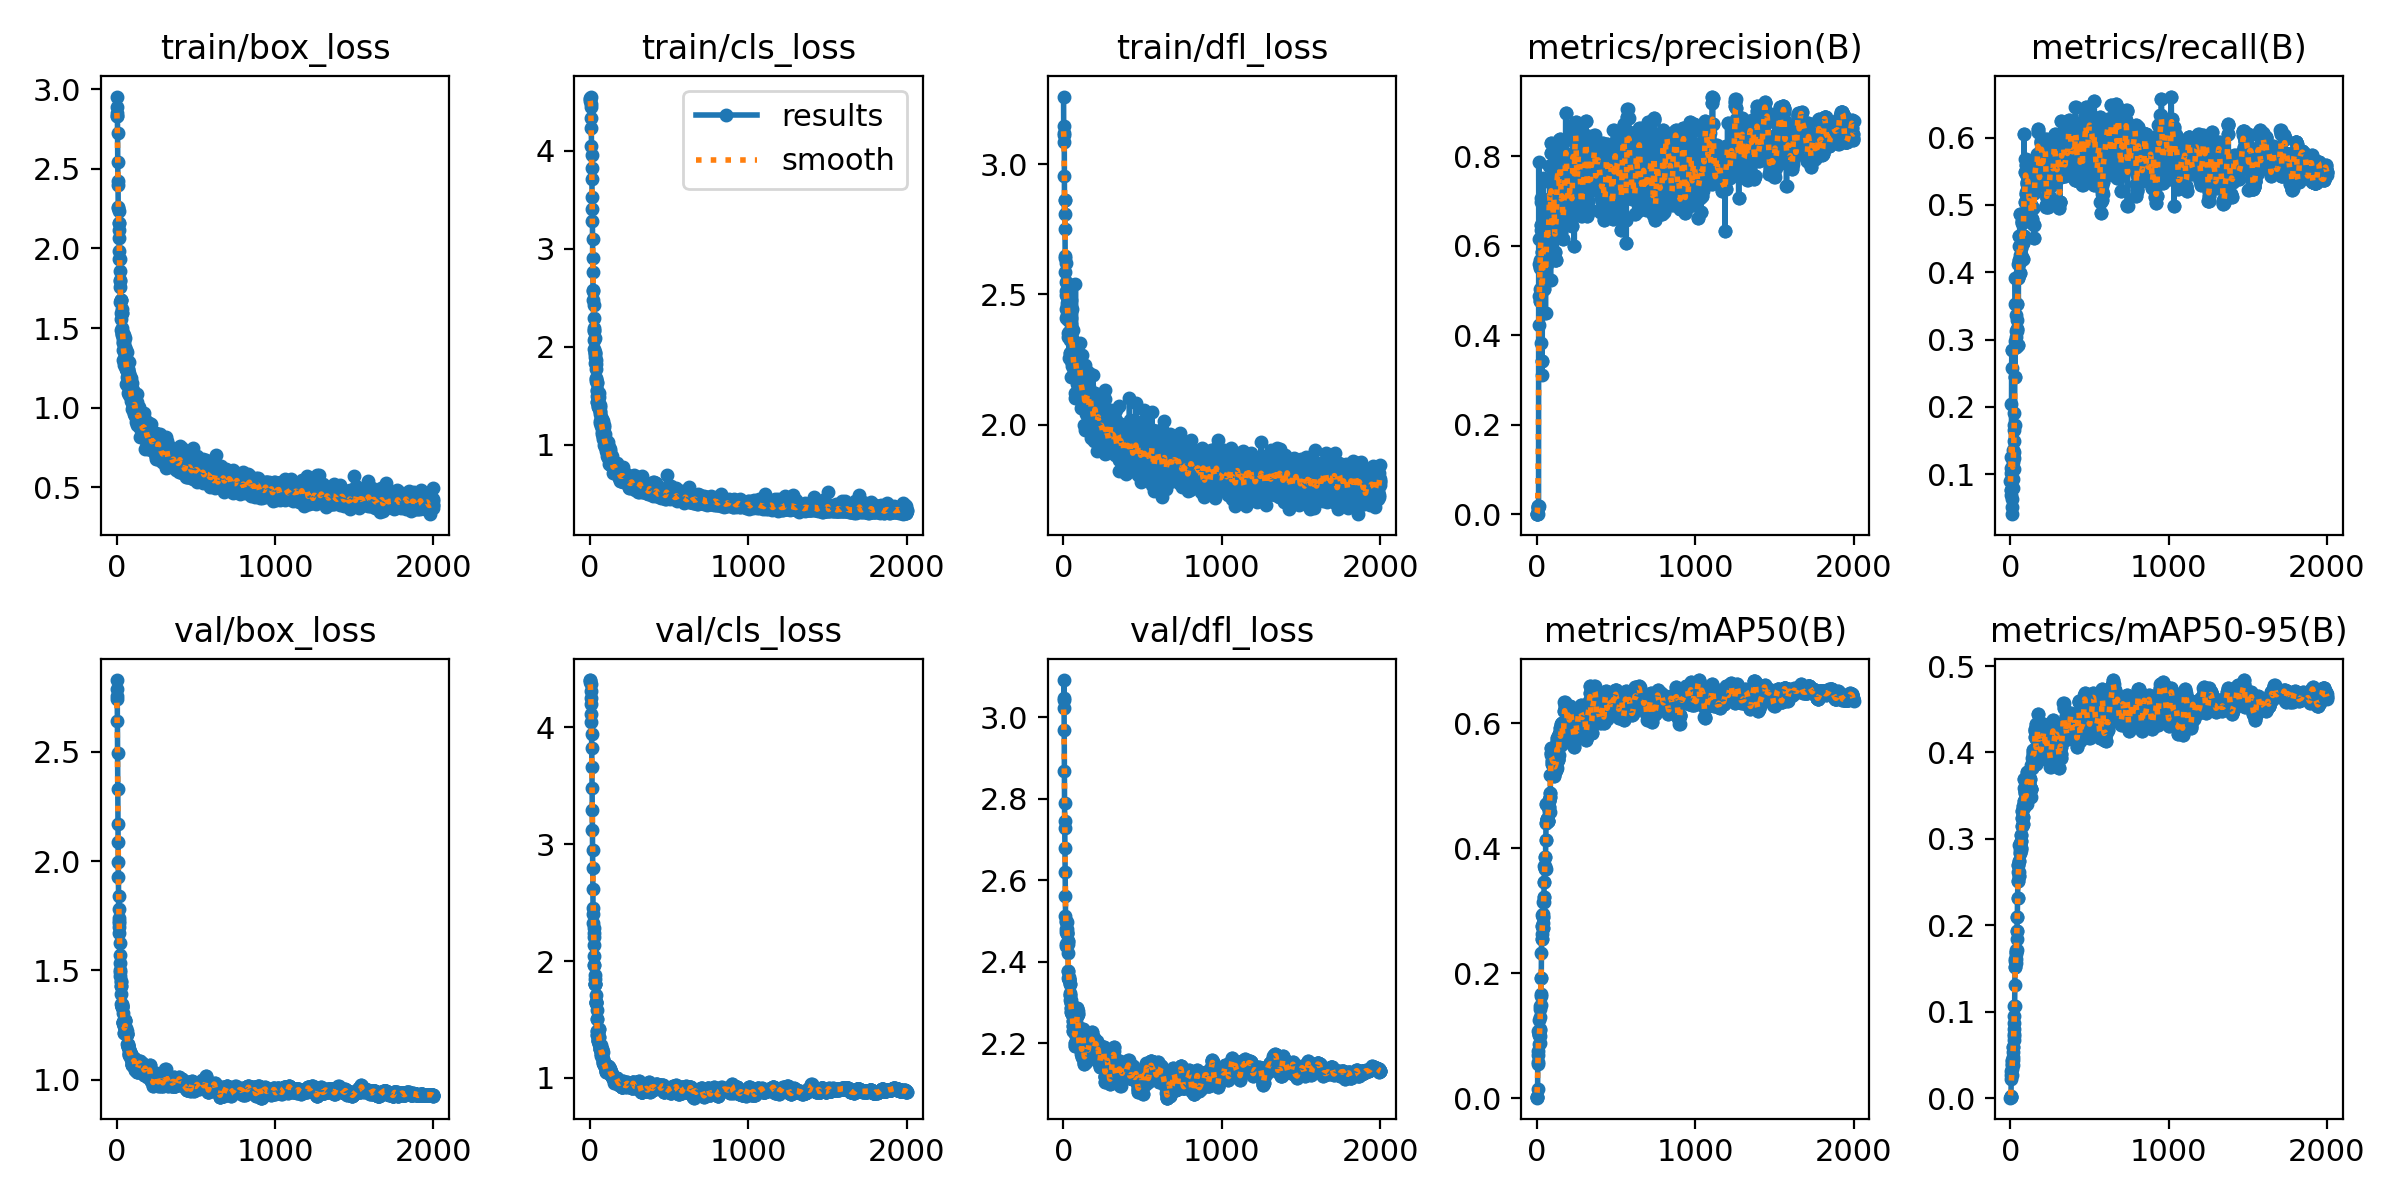 train/box_loss
3.0
2.5
2.0
1.5
1.0
0.5
0 1000 2000
train/cls_loss
results
smooth
4
3
2
1
0 1000 2000
train/dfl_loss
3.0
2.5
2.0
0 1000 2000
metrics/precision(B)
0.8
0.6
0.4
0.2
0.0
0 1000 2000
metrics/recall(B)
0.6
0.5
0.4
0.3
0.2
0.1
0 1000 2000
val/box_loss
2.5
2.0
1.5
1.0
0 1000 2000
val/cls_loss
4
3
2
1
0 1000 2000
val/dfl_loss
3.0
2.8
2.6
2.4
2.2
0 1000 2000
metrics/mAP50(B)
0.6
0.4
0.2
0.0
0 1000 2000
metrics/mAP50-95(B)
0.5
0.4
0.3
0.2
0.1
0.0
0 1000 2000